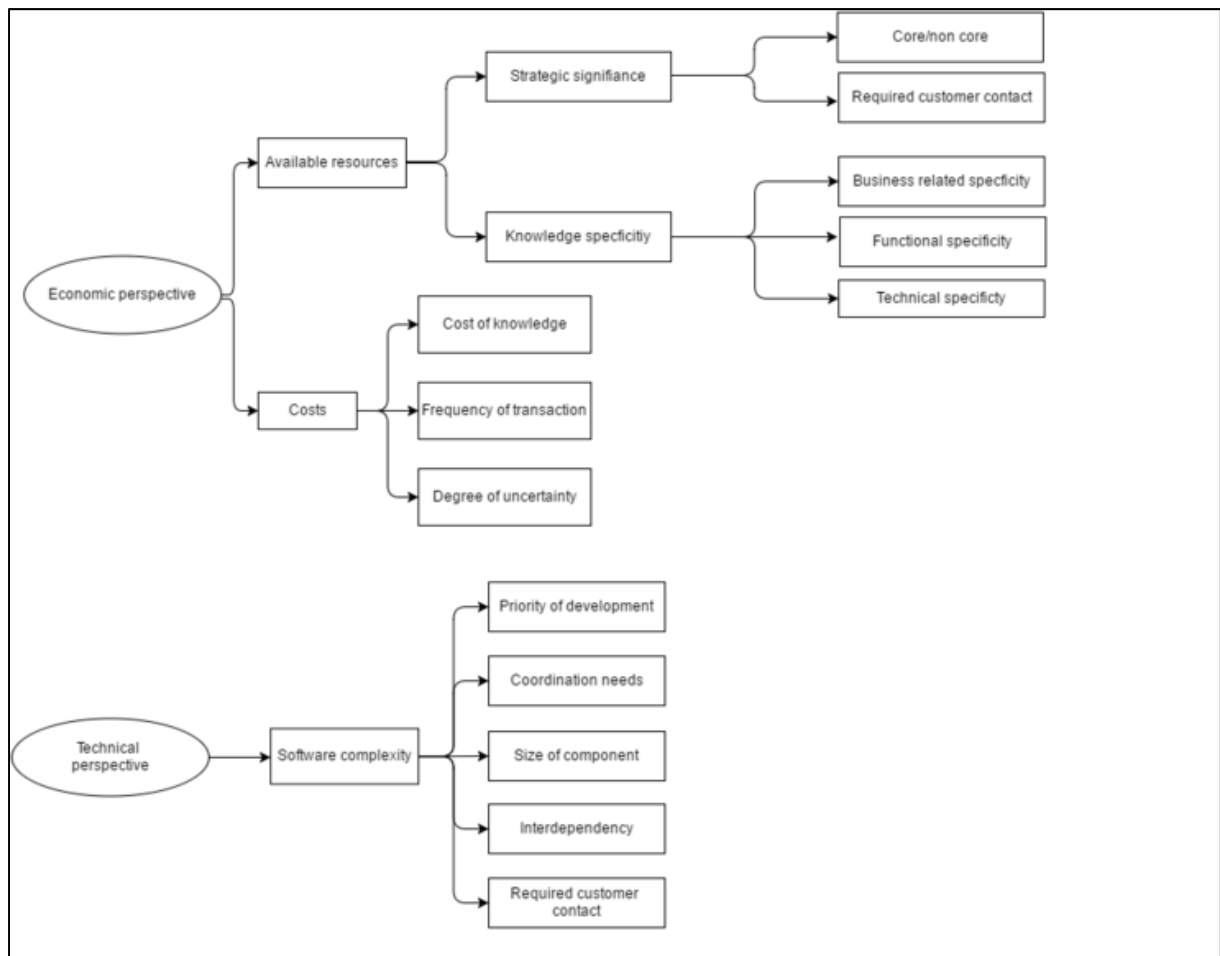 Core/non core
Strategic signifiance
Required customer contact
Available resources
Business related specficity
Knowledge specficitiy
Functional specificity
Technical specificty
Economic perspective
Cost of knowledge
Costs
Frequency of transaction
Degree of uncertainty
Priority of development
Coordination needs
Technical
perspective
Software complexity
Size of component
Interdependency
Required customer
contact